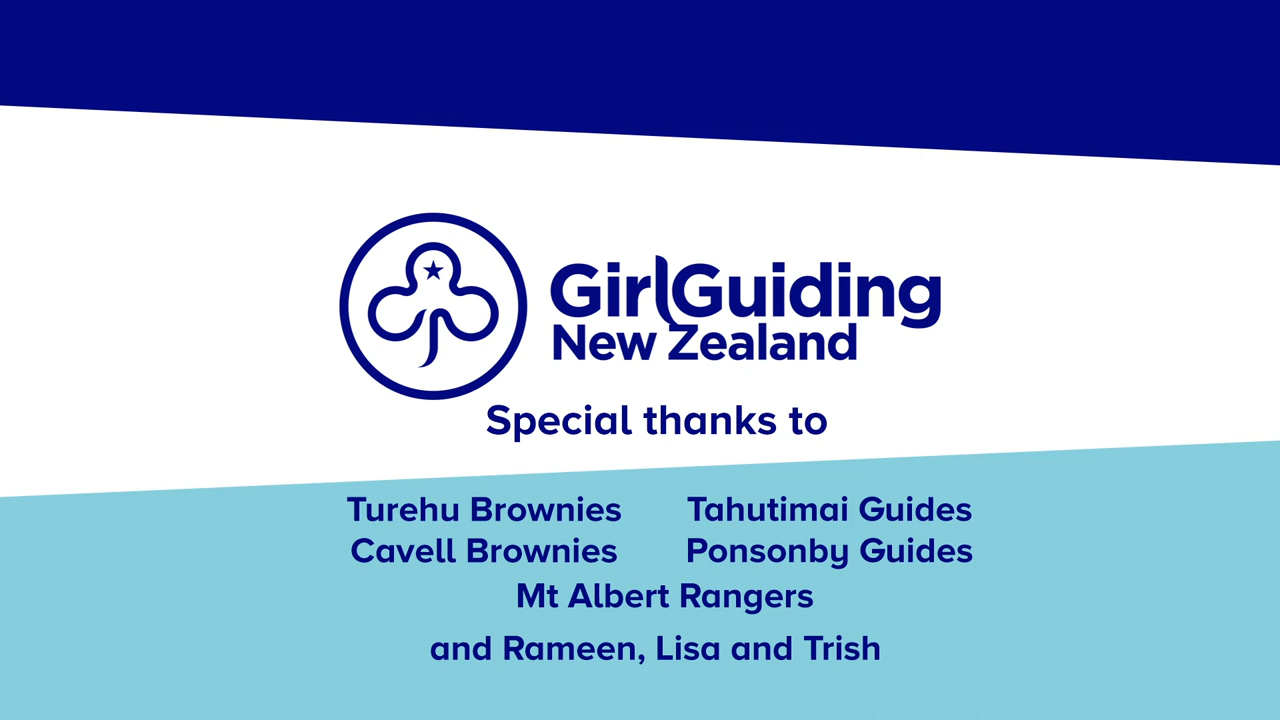 GirlGuiding
New Zealand
Special thanks to
Turehu Brownies Tahutimai Guides
Cavell Brownies Ponsonby Guides
Mt Albert Rangers
and Rameen, Lisa and Trish